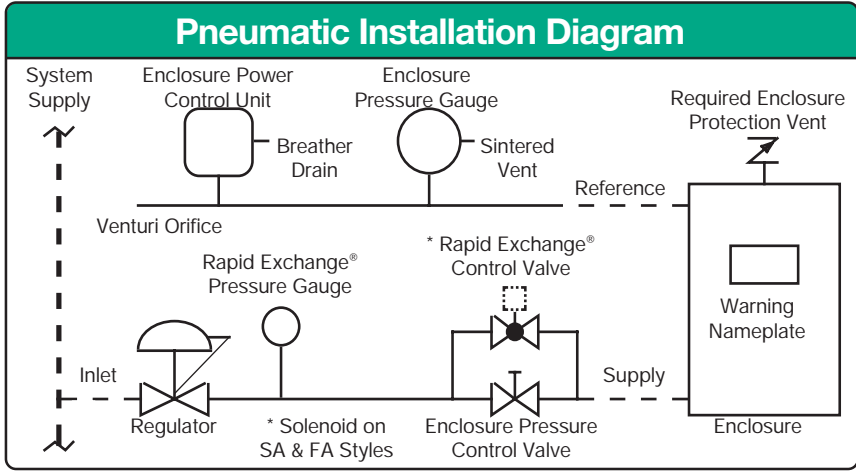 Pneumatic Installation Diagram
System
Supply
Enclosure Power
Control Unit
Enclosure
Pressure Gauge
Required Enclosure
Protection Vent
Breather
Drain
Sintered
Vent
Reference
Venturi Orifice
Rapid Exchange®
Pressure Gauge
* Rapid Exchange®
Control Valve
Warning
Nameplate
Inlet
Supply
Regulator
* Solenoid on
SA & FA Styles
Enclosure Pressure
Control Valve
Enclosure